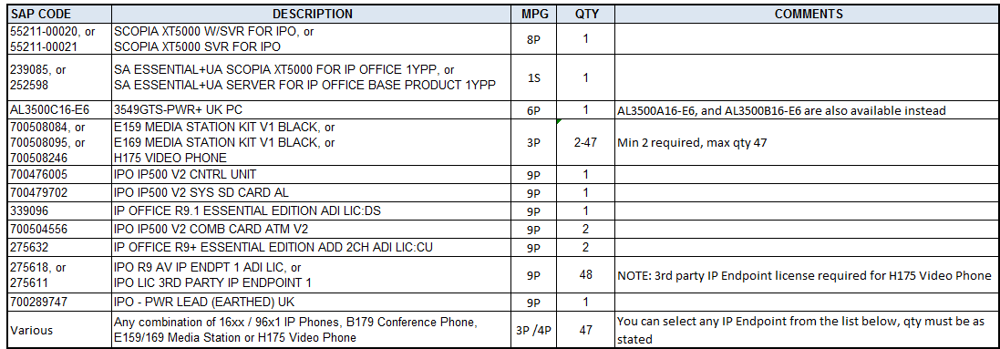 SAP CODE DESCRIPTION MPG QTY COMMENTS
55211-00020, or SCOPIA XT5000 W/SVR FOR IPO, or
55211-00021 SCOPIA XT5000 SVR FOR IPO 8P 1
239085, or SA ESSENTIAL+UA SCOPIA XT5000 FOR IP OFFICE 1YPP, or
252598 SA ESSENTIAL+UA SERVER FOR IP OFFICE BASE PRODUCT 1YPP 1S 1
AL3500C16-E6 3549GTS-PWR+ UK PC 6P 1 AL3500A16-E6, and AL3500B16-E6 are also available instead
700508084, or E159 MEDIA STATION KIT V1 BLACK, or
700508095, or E169 MEDIA STATION KIT V1 BLACK, or 3P 2-47 Min 2 required, max qty 47
700508246 H175 VIDEO PHONE
700476005 IPO IP500 V2 CNTRL UNIT 9P 1
700479702 IPO IP500 V2 SYS SD CARD AL 9P 1
339096 IP OFFICE R9.1 ESSENTIAL EDITION ADI LIC:DS 9P 1
700504556 IPO IP500 V2 COMB CARD ATM V2 9P 2
275632 IP OFFICE R9+ ESSENTIAL EDITION ADD 2CH ADI LIC:CU 9P 2
275618, or IPO R9 AV IP ENDPT 1 ADI LIC, or
275611 IPO LIC 3RD PARTY IP ENDPOINT 1 9P 48 NOTE: 3rd party IP Endpoint license required for H175 Video Phone
700289747 IPO - PWR LEAD (EARTHED) UK 9P 1
Various Any combination of 16xx / 96x1 IP Phones, B179 Conference Phone, 3P /4P 47 You can select any IP Endpoint from the list below, qty must be as
E159/169 Media Station or H175 Video Phone stated